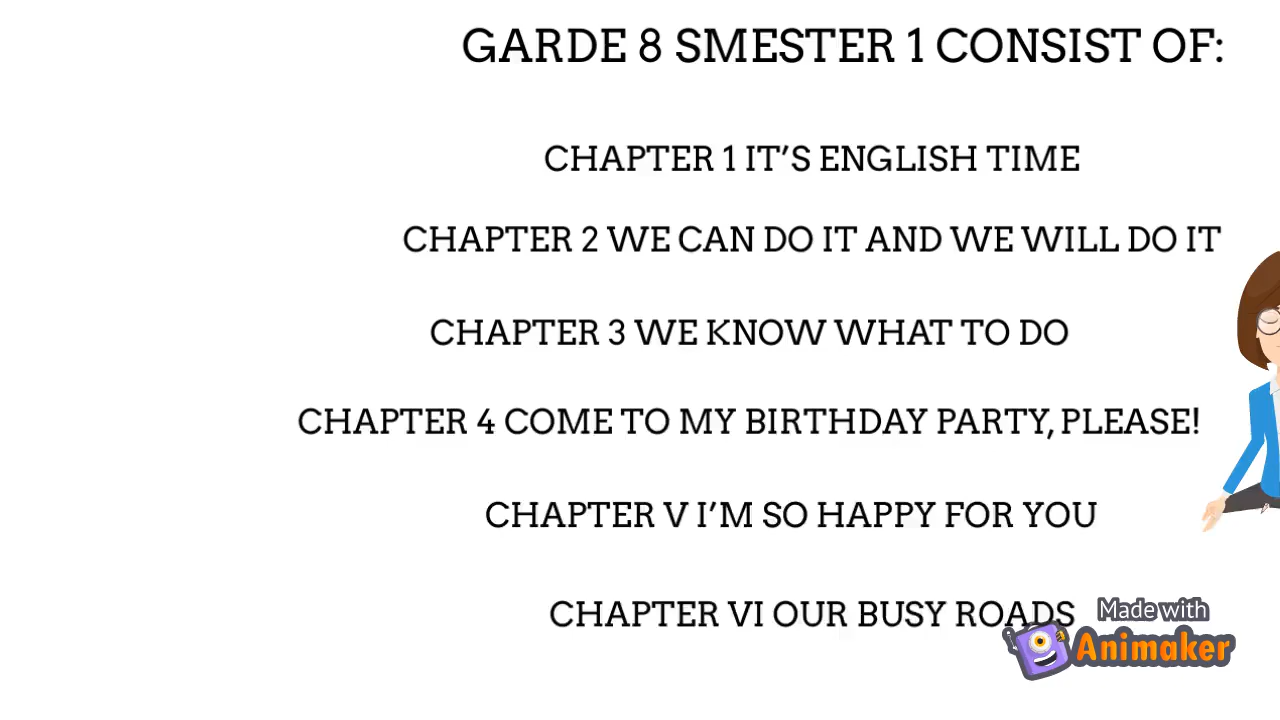 GARDE 8 SMESTER 1 CONSIST OF:
CHAPTER 1 IT'S ENGLISH TIME
CHAPTER 2 WE CAN DO IT AND WE WILL DO IT
CHAPTER 3 WE KNOW WHAT TO DO
CHAPTER 4 COME TO MY BIRTHDAY PARTY, PLEASE!
CHAPTER V I'M SO HAPPY FOR YOU
CHAPTER VI OUR BUSY ROADS
Made with
Animaker